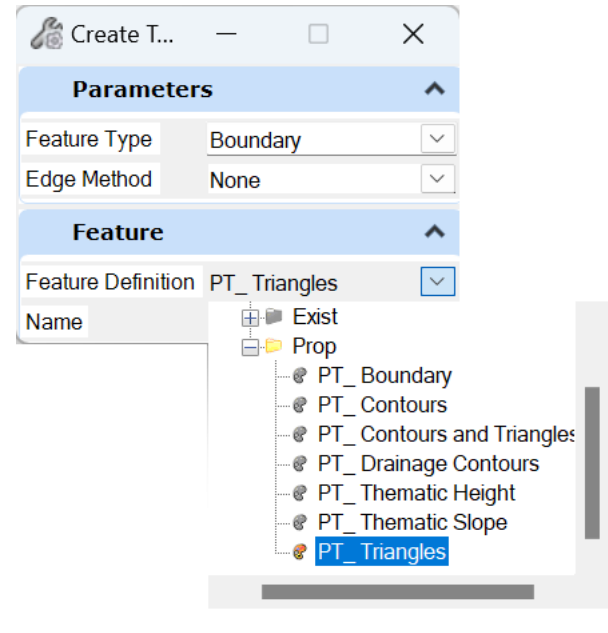 Create T...
Parameters
Feature Type Boundary
Edge Method None
Feature
Feature Definition PT_ Triangles
Name
Exist
Prop
PT_ Boundary
PT_ Contours
PT_ Contours and Triangles
PT_ Drainage Contours
PT_ Thematic Height
PT_ Thematic Slope
PT_ Triangles